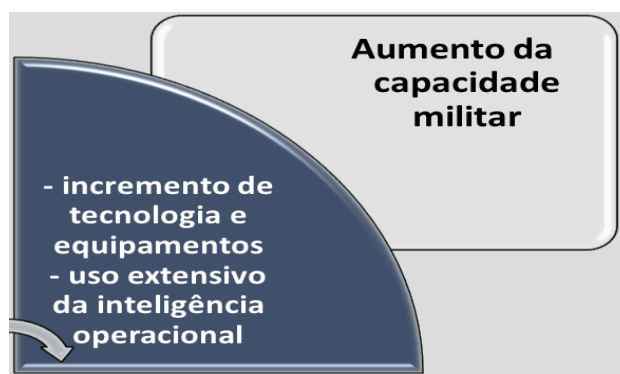 Aumento da
capacidade
militar
- incremento de
tecnologia e
equipamentos
- uso extensivo
da inteligência
operacional